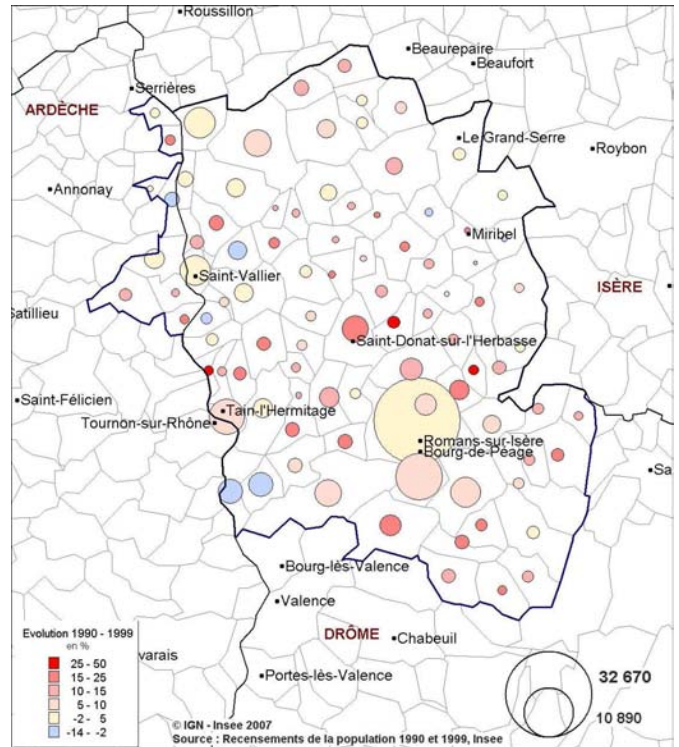 Roussillon
Beaurepaire
Beaufort
Serrières
ARDÈCHE
Le Grand-Serre
Roybon
Annonay
Miribel
Saint-Vallier
ISÈRE
Satillieu
Saint-Donat-sur-l'Herbasse
Saint-Félicien
Tain-l'Hermitage
Tournon-sur-Rhône
Romans-sur-Isère
Bourg-de-Péage
Sa
Bourg-lès-Valence
Valence
DRÔME
Chabeuil
varais
Portes-lès-Valence
Evolution 1990 - 1999
en %
25 - 50
15 - 25
10 - 15
5 - 10
-2 - 5
-14 - -2
32 670
10 890
© IGN - Insee 2007
Source : Recensements de la population 1990 et 1999, Insee